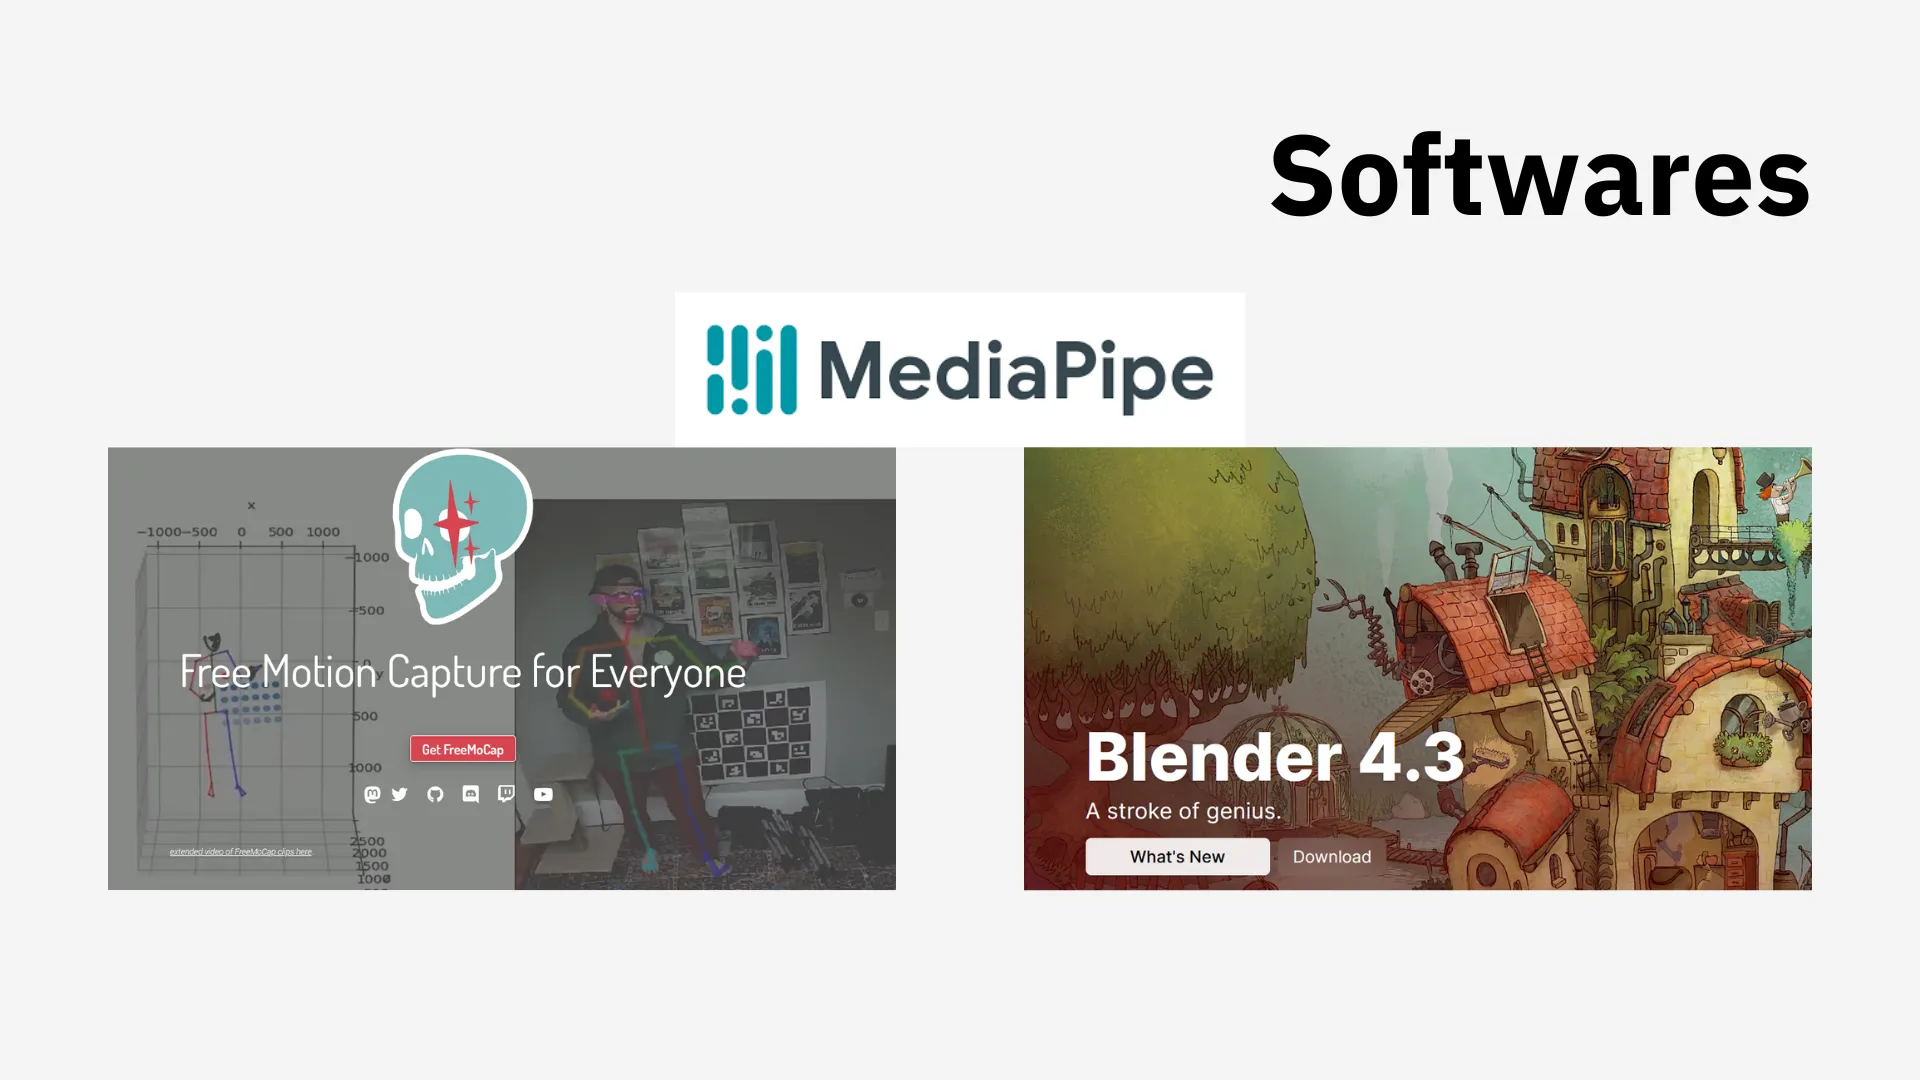 Softwares
MediaPipe
x
−1000−500 0 500 1000
−1000
−500
0
y
500
1000
2500
2000
1500
1000
Free Motion Capture for Everyone
Get FreeMoCap
extended video of FreeMoCap clips here
Blender 4.3
A stroke of genius.
What's New
Download